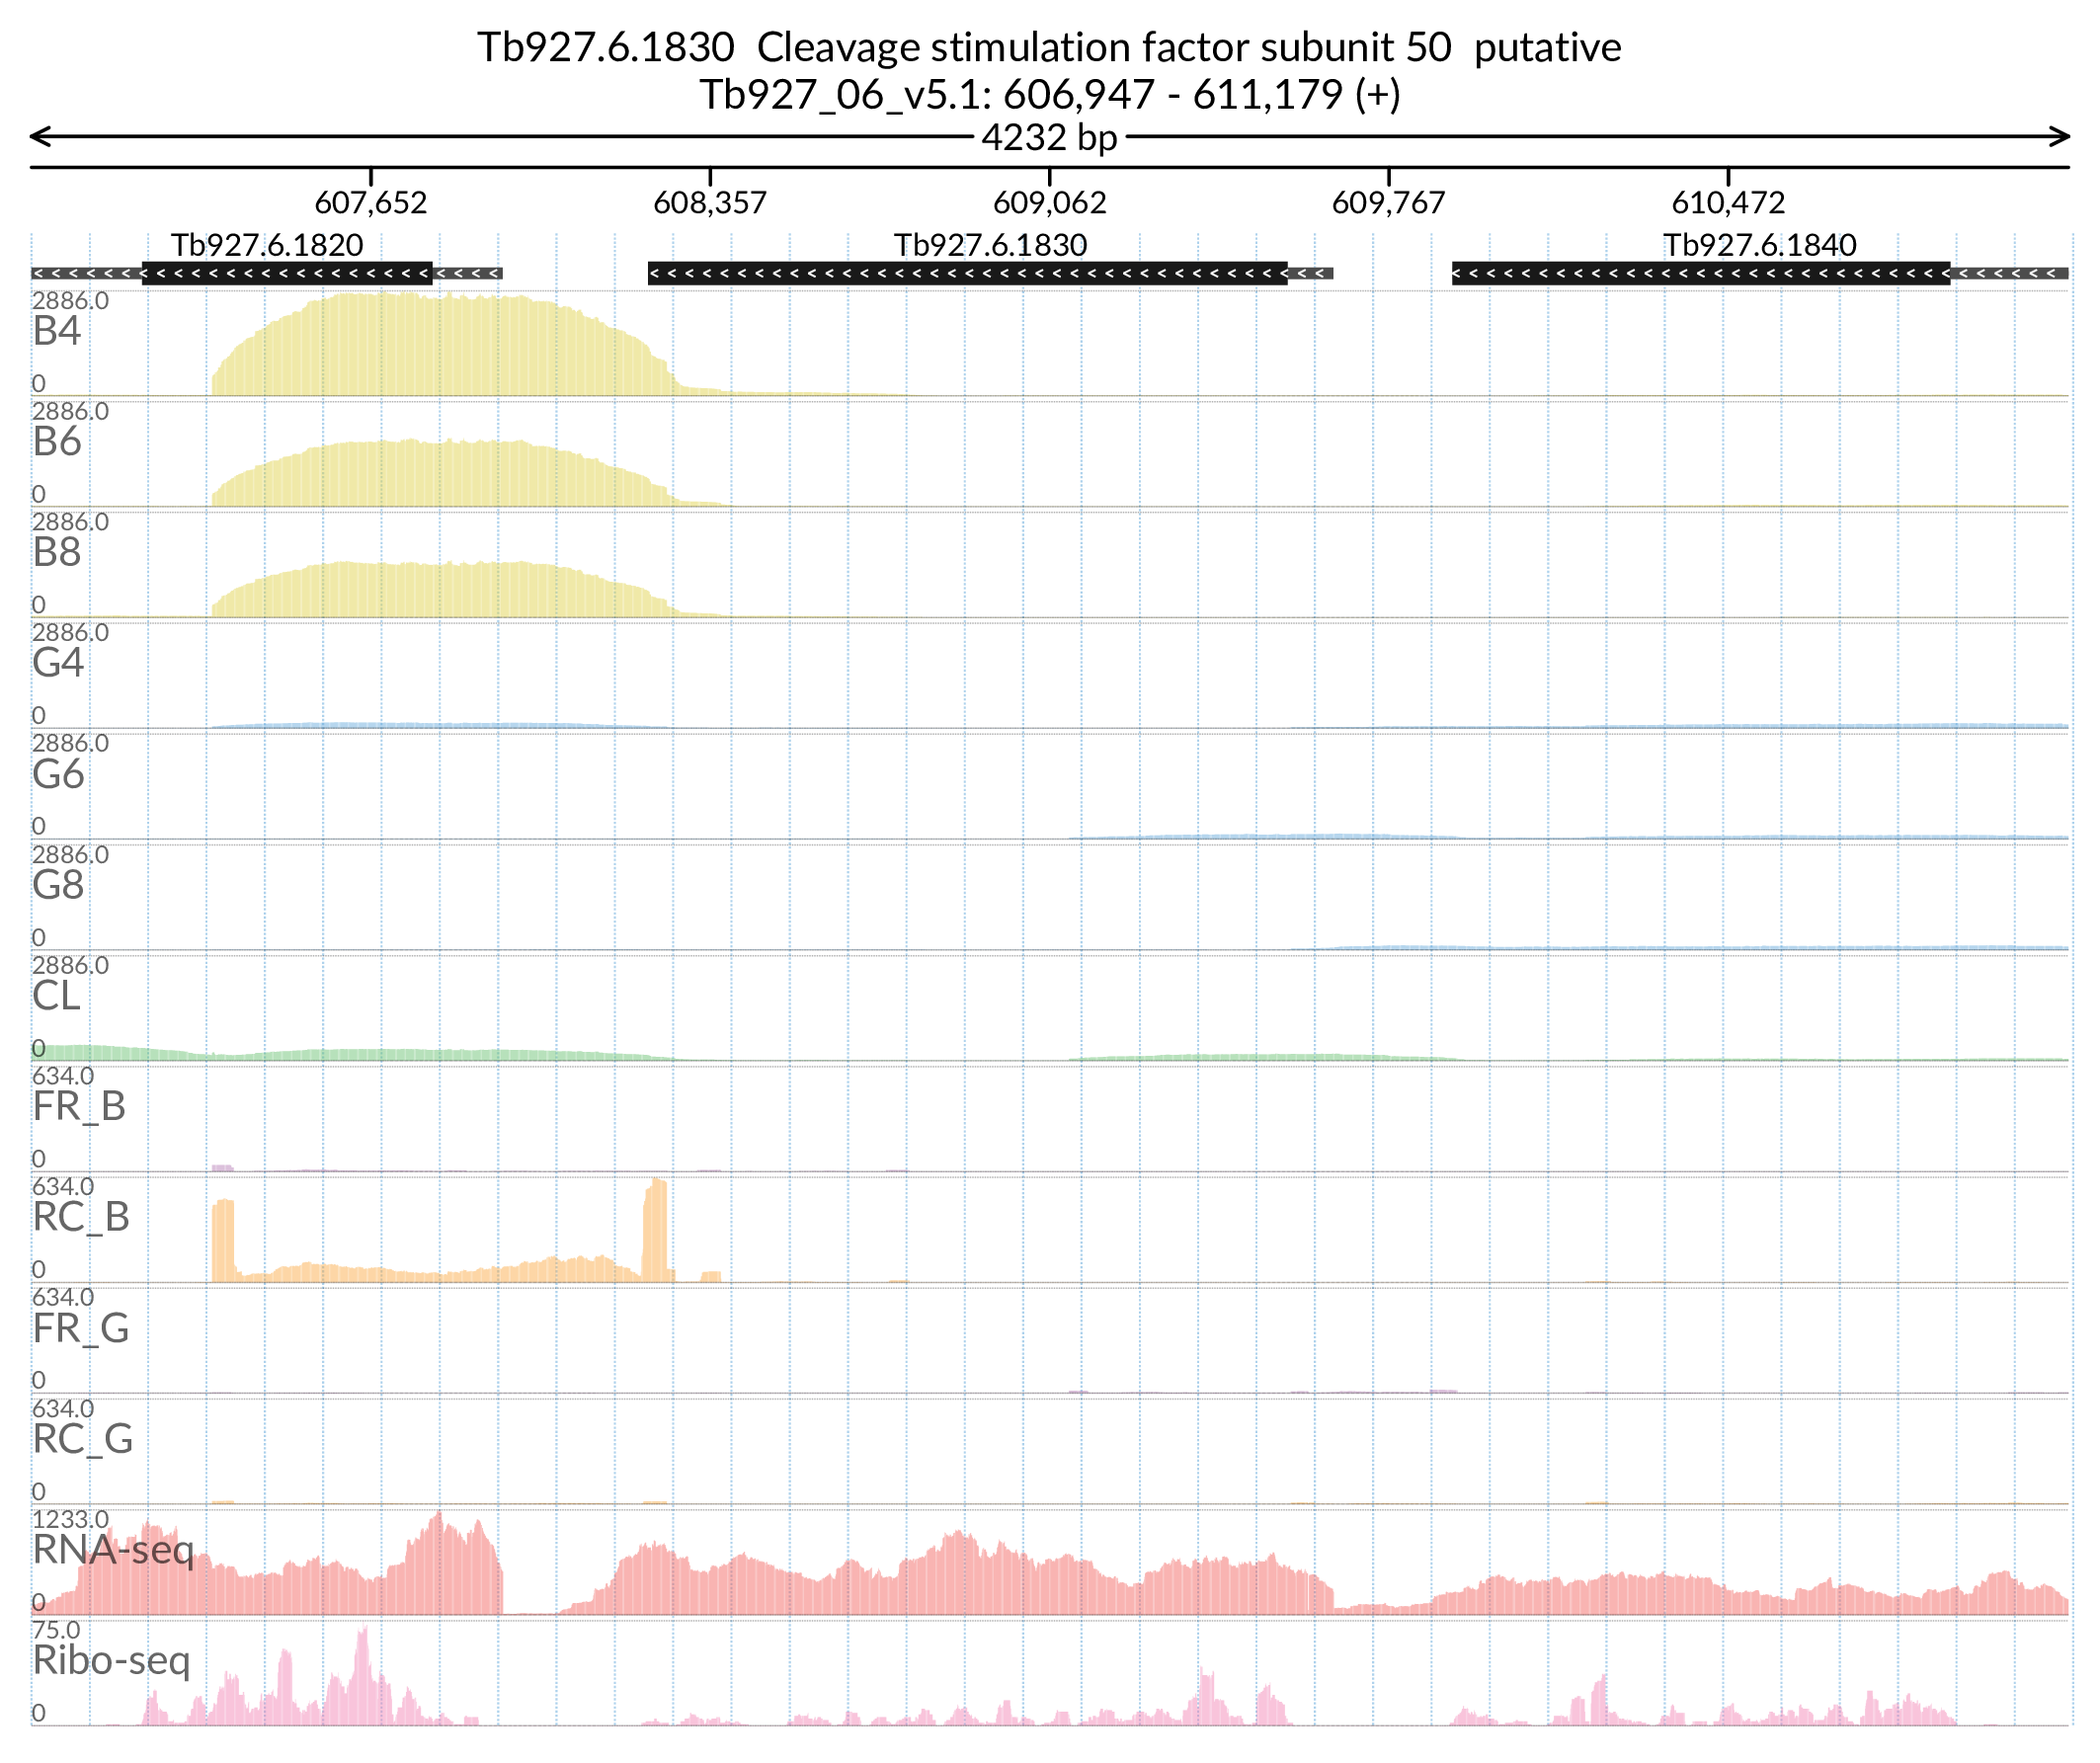 Tb927.6.1830  Cleavage stimulation factor subunit 50  putative
Tb927_06_v5.1: 606,947 - 611,179 (+)
4232 bp
607,652 608,357 609,062 609,767 610,472
Tb927.6.1820 Tb927.6.1830 Tb927.6.1840
2886.0
B4
0
2886.0
B6
0
2886.0
B8
0
2886.0
G4
0
2886.0
G6
0
2886.0
G8
0
2886.0
CL
0
634.0
FR_B
0
634.0
RC_B
0
634.0
FR_G
0
634.0
RC_G
0
1233.0
RNA-seq
0
75.0
Ribo-seq
0